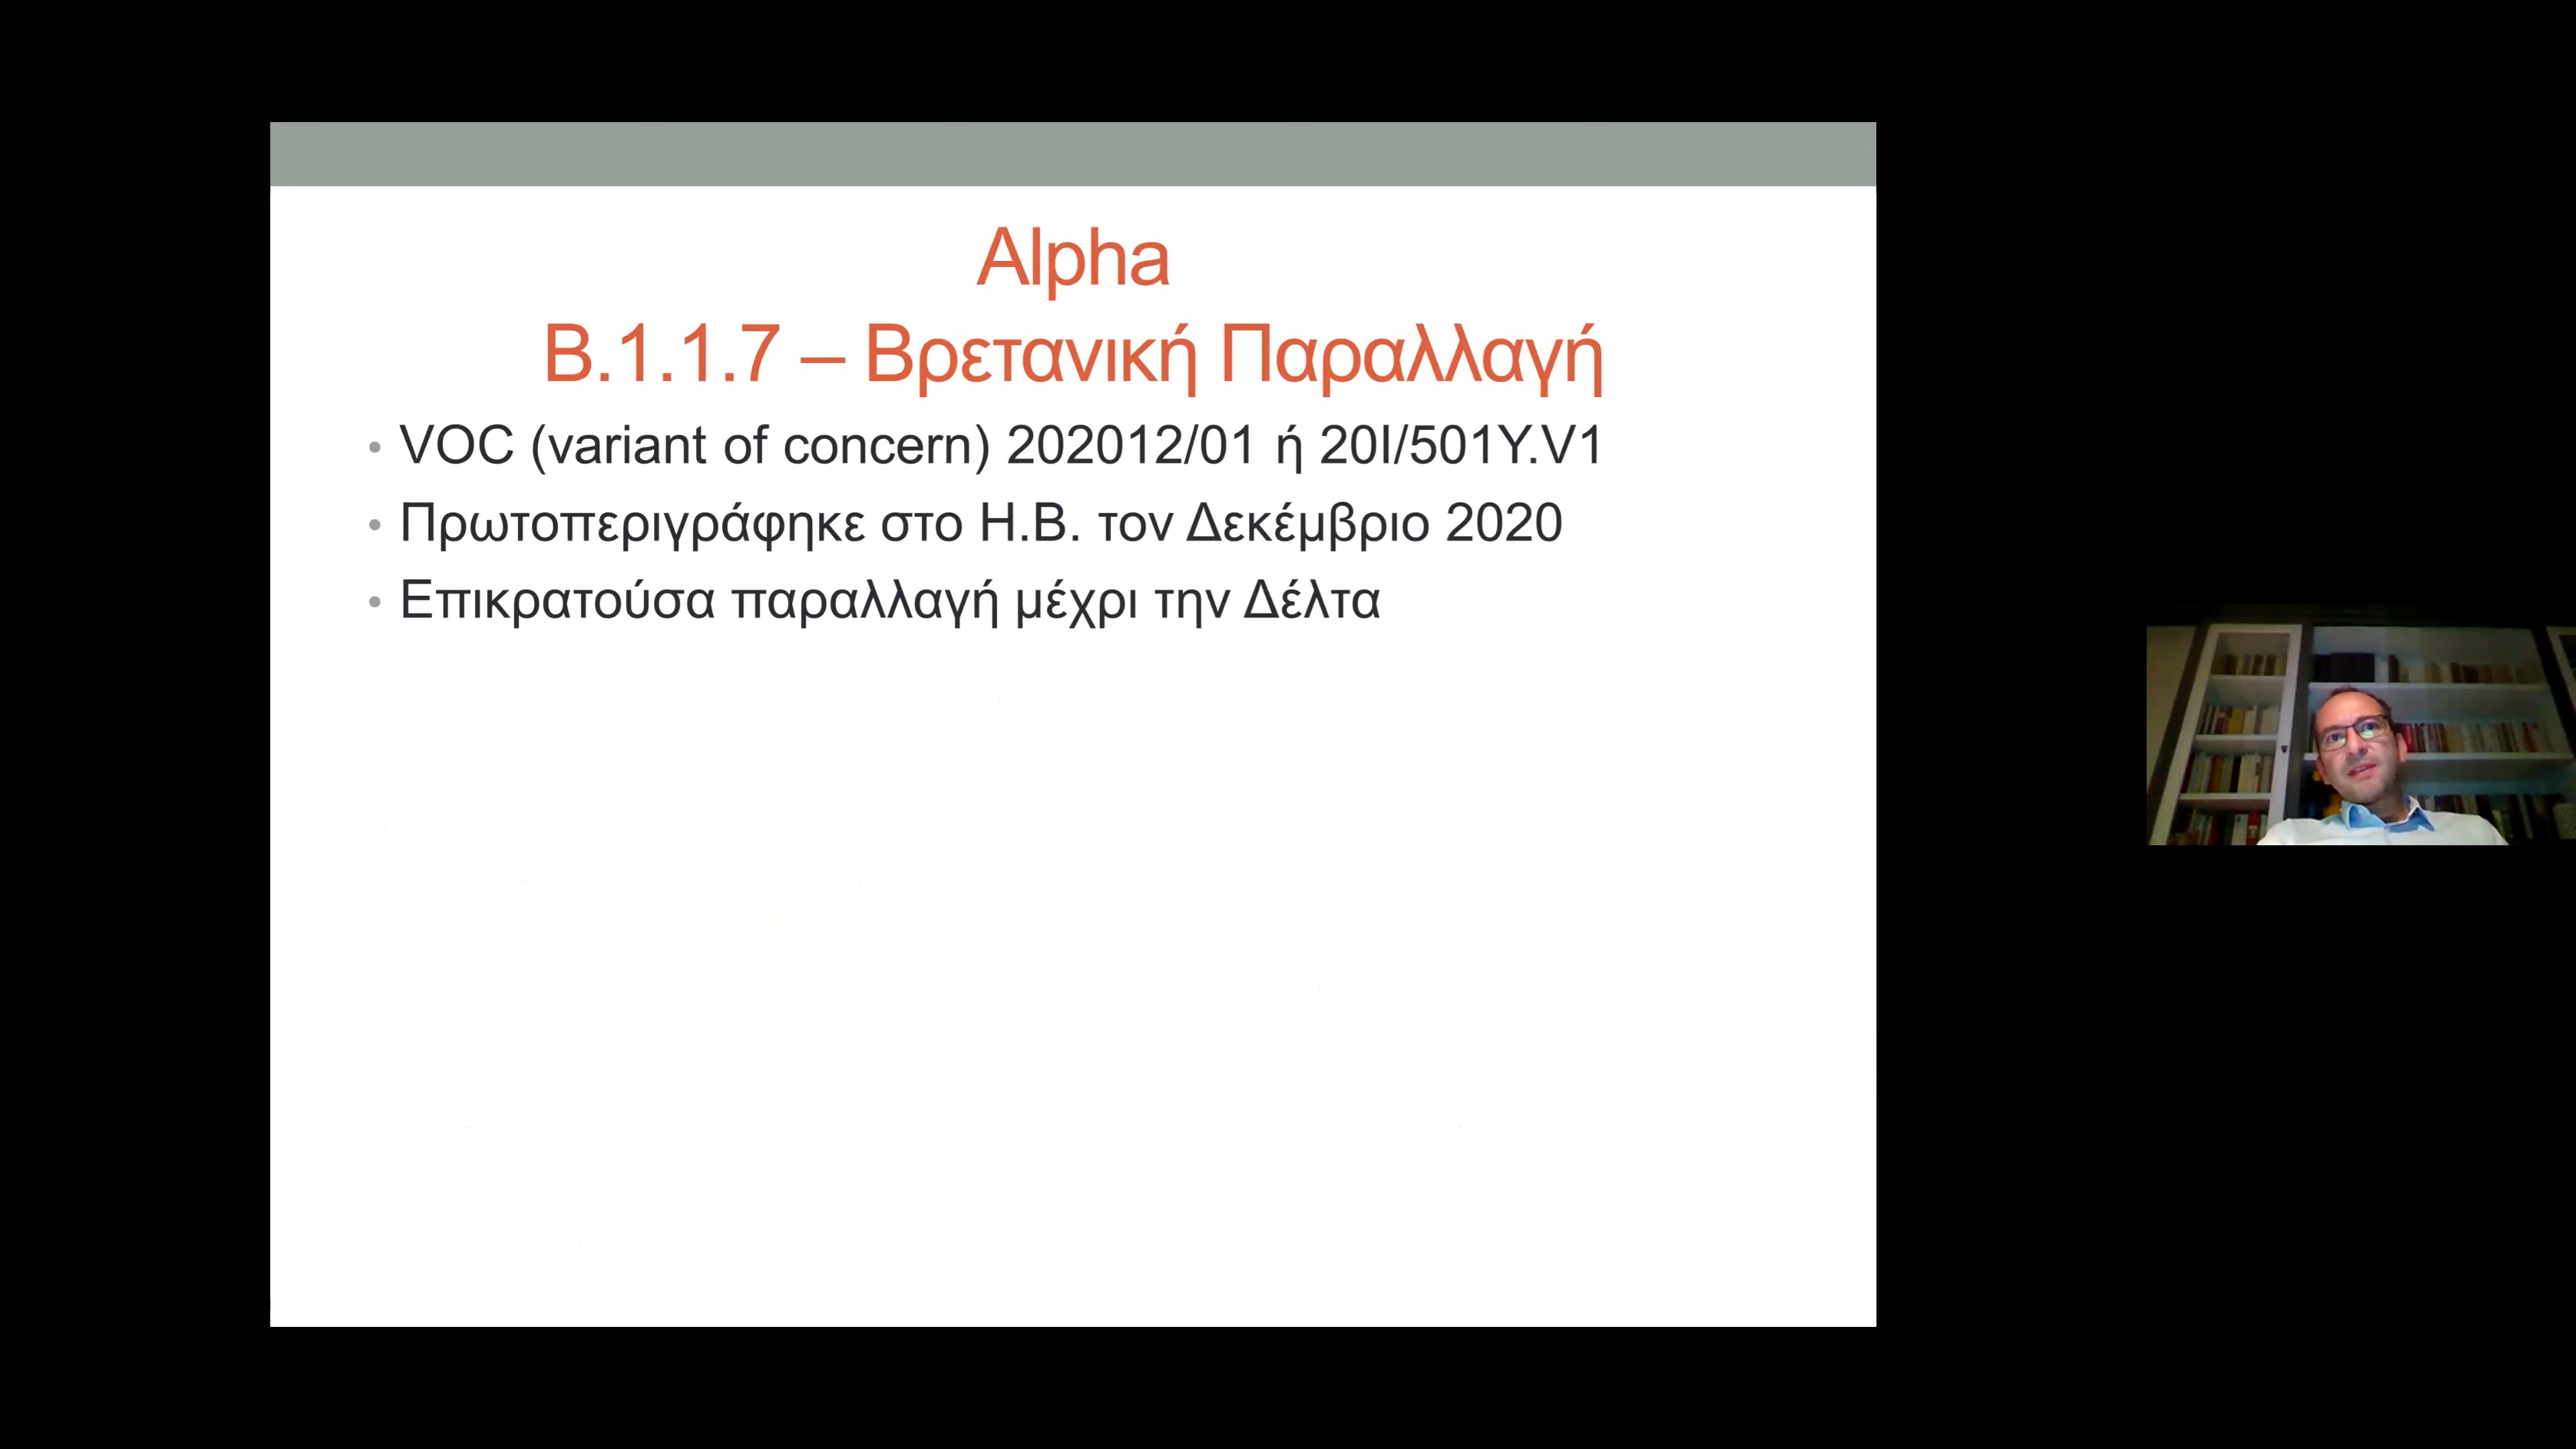 Alpha
B.1.1.7 – Βρετανική Παραλλαγή
• VOC (variant of concern) 202012/01 ή 20I/501Y.V1
• Πρωτοπεριγράφηκε στο Η.Β. τον Δεκέμβριο 2020
• Επικρατούσα παραλλαγή μέχρι την Δέλτα